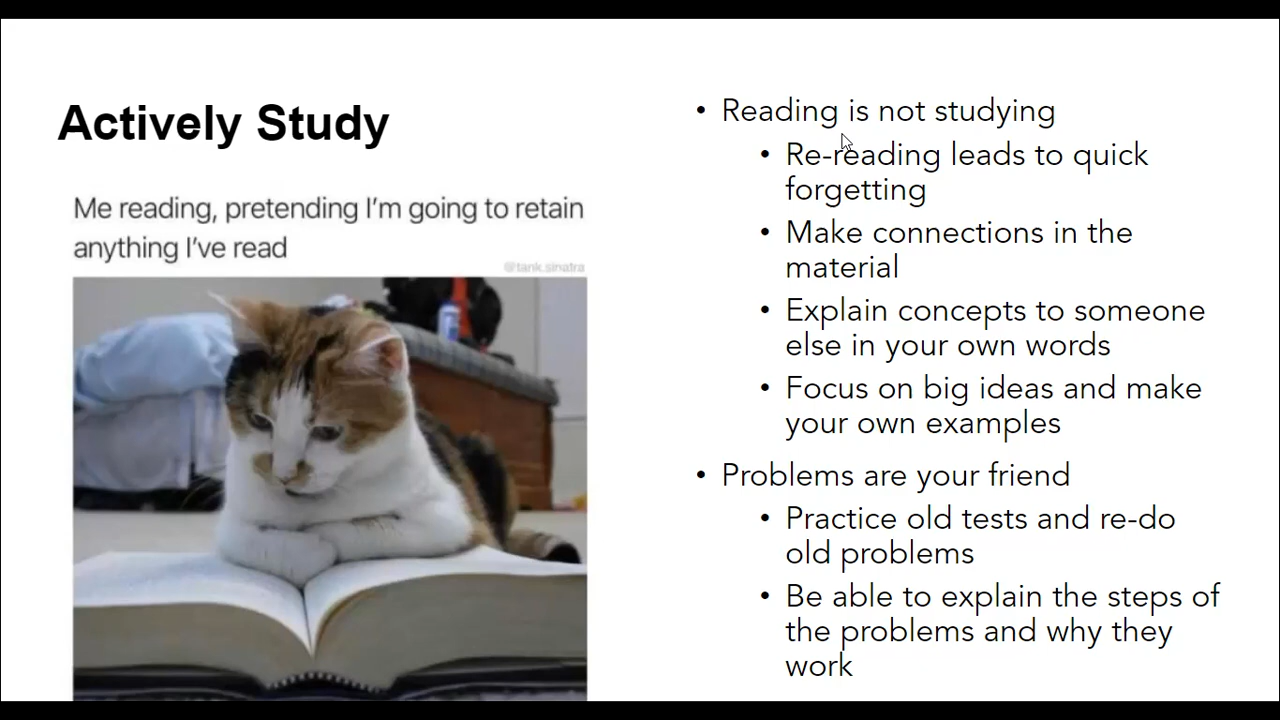 Actively Study
Me reading, pretending I'm going to retain
anything I've read
@tank.sinatra
• Reading is not studying
• Re-reading leads to quick
forgetting
• Make connections in the
material
• Explain concepts to someone
else in your own words
• Focus on big ideas and make
your own examples
• Problems are your friend
• Practice old tests and re-do
old problems
• Be able to explain the steps of
the problems and why they
work